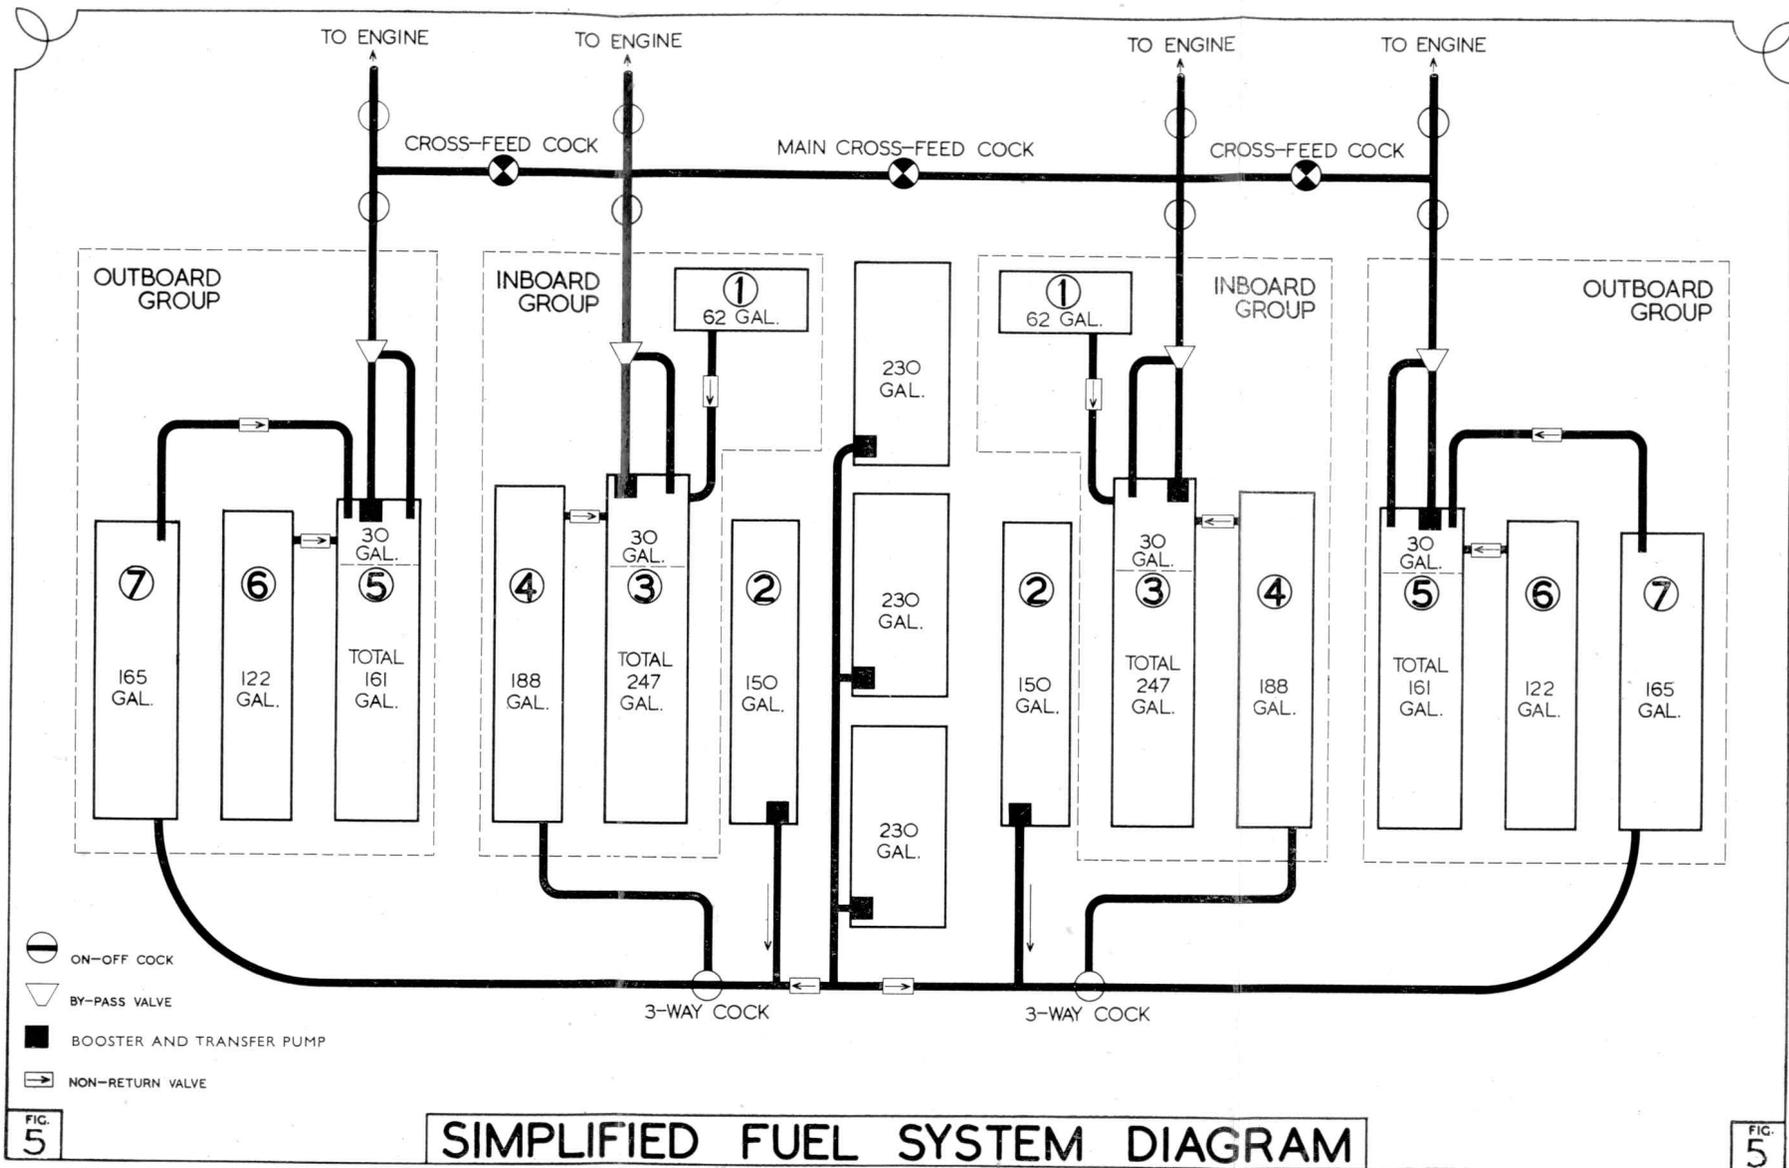 TO ENGINE
TO ENGINE
TO ENGINE
TO ENGINE
CROSS-FEED COCK
MAIN CROSS-FEED COCK
CROSS-FEED COCK
OUTBOARD
GROUP
INBOARD
GROUP
1
62 GAL.
1
62 GAL.
INBOARD
GROUP
OUTBOARD
GROUP
230
GAL.
230
GAL.
230
GAL.
7
165
GAL.
6
122
GAL.
30
GAL.
5
TOTAL
161
GAL.
4
188
GAL.
30
GAL.
3
TOTAL
247
GAL.
2
150
GAL.
2
150
GAL.
30
GAL.
3
TOTAL
247
GAL.
4
188
GAL.
30
GAL.
5
TOTAL
161
GAL.
6
122
GAL.
7
165
GAL.
3-WAY COCK
3-WAY COCK
ON-OFF COCK
BY-PASS VALVE
BOOSTER AND TRANSFER PUMP
NON-RETURN VALVE
FIG.
5
SIMPLIFIED FUEL SYSTEM DIAGRAM
FIG.
5